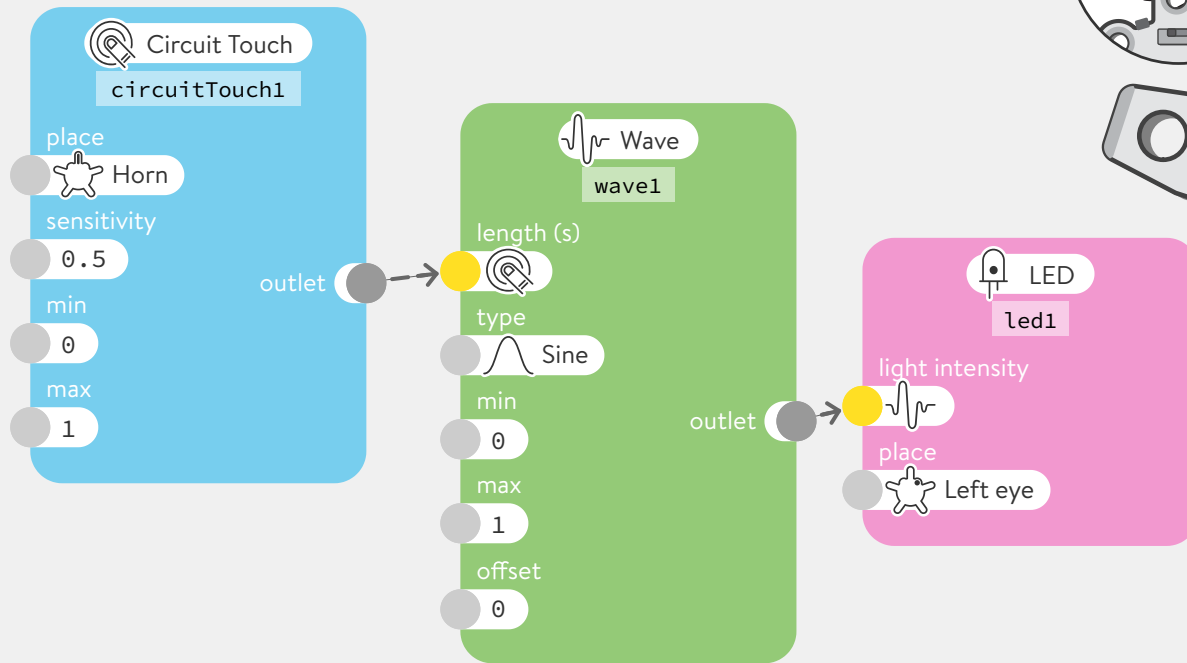 Circuit Touch
circuitTouch1
place
Horn
sensitivity
0.5
min
0
max
1
outlet
Wave
wave1
length (s)
type
Sine
min
0
max
1
offset
0
outlet
LED
led1
light intensity
place
Left eye